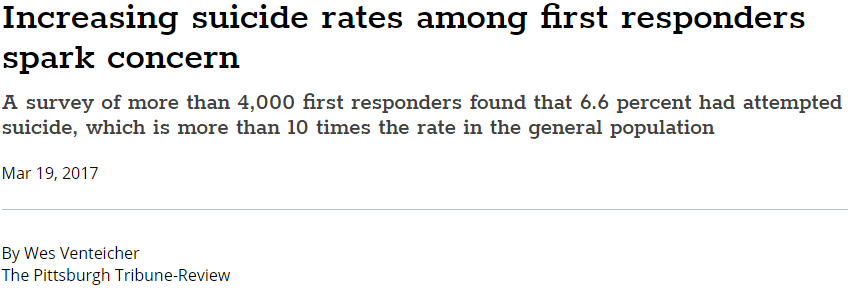 Increasing suicide rates among first responders
spark concern
A survey of more than 4,000 first responders found that 6.6 percent had attempted
suicide, which is more than 10 times the rate in the general population
Mar 19, 2017
By Wes Venteicher
The Pittsburgh Tribune-Review